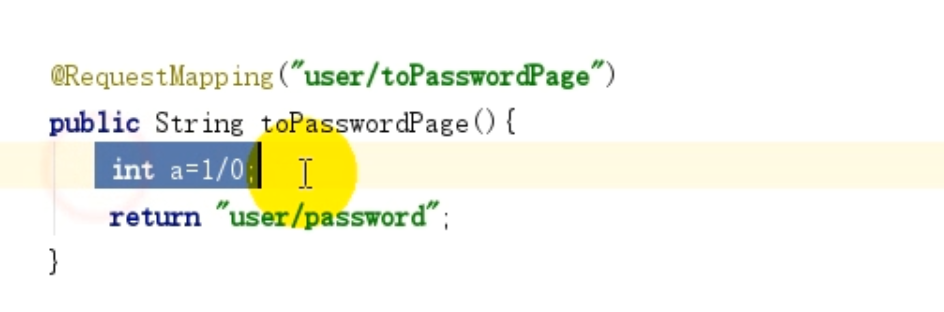 @RequestMapping("user/toPasswordPage")
public String toPasswordPage(){
int a=1/0;
return "user/password";
}